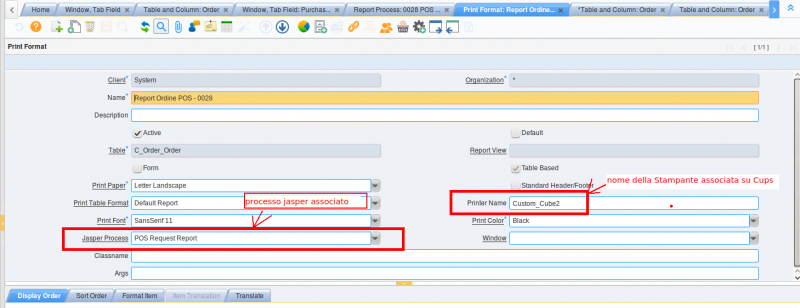 Home
Window, Tab Field
Table and Column: Order
Window, Tab Field: Purchas...
Report Process: 0028 POS ...
Print Format: Report Ordine...
*Table and Column: Order
Table and Column: Order
Print Format
[ 1/1 ]
Client* System
Organization* *
Name* Report Ordine POS - 0028
Description
Active
Default
Table* C_Order_Order
Report View
Form
Table Based
Print Paper* Letter Landscape
Standard Header/Footer
nome della Stampante associata su Cups
processo jasper associato
Print Table Format Default Report
Printer Name Custom_Cube2
Print Font* SansSerif 11
Print Color* Black
Jasper Process POS Request Report
Window
Classname
Args
Display Order
Sort Order
Format Item
Item Translation
Translate